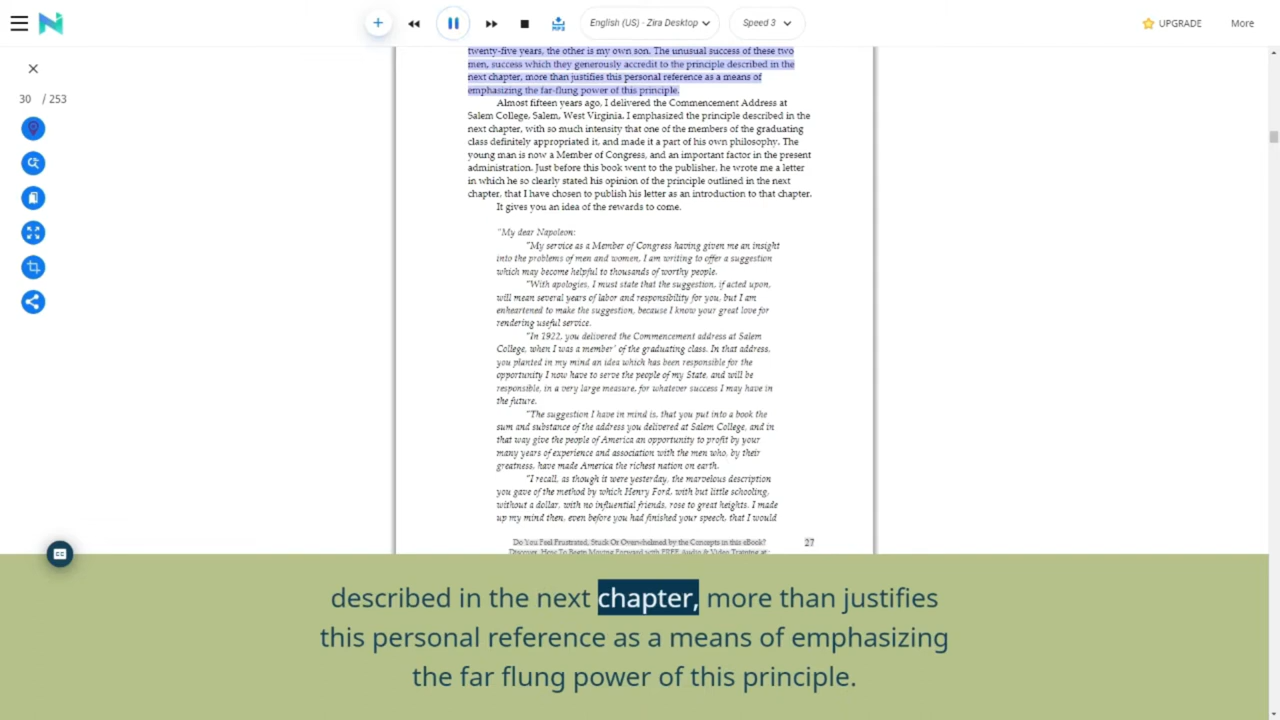 English (US) - Zira Desktop
Speed 3
UPGRADE
More
30 / 253
MP3
twenty-five years, the other is my own son. The unusual success of these two
men, success which they generously accredit to the principle described in the
next chapter, more than justifies this personal reference as a means of
emphasizing the far-flung power of this principle.
Almost fifteen years ago, I delivered the Commencement Address at
Salem College, Salem, West Virginia. I emphasized the principle described in the
next chapter, with so much intensity that one of the members of the graduating
class definitely appropriated it, and made it a part of his own philosophy. The
young man is now a Member of Congress, and an important factor in the present
administration. Just before this book went to the publisher, he wrote me a letter
in which he so clearly stated his opinion of the principle outlined in the next
chapter, that I have chosen to publish his letter as an introduction to that chapter.
It gives you an idea of the rewards to come.
"My dear Napoleon:
"My service as a Member of Congress having given me an insight
into the problems of men and women, I am writing to offer a suggestion
which may become helpful to thousands of worthy people.
"With apologies, I must state that the suggestion, if acted upon,
will mean several years of labor and responsibility for you, but I am
enheartened to make the suggestion, because I know your great love for
rendering useful service.
"In 1922, you delivered the Commencement address at Salem
College, when I was a member' of the graduating class. In that address,
you planted in my mind an idea which has been responsible for the
opportunity I now have to serve the people of my State, and will be
responsible, in a very large measure, for whatever success I may have in
the future.
"The suggestion I have in mind is, that you put into a book the
sum and substance of the address you delivered at Salem College, and in
that way give the people of America an opportunity to profit by your
many years of experience and association with the men who, by their
greatness, have made America the richest nation on earth.
"I recall, as though it were yesterday, the marvelous description
you gave of the method by which Henry Ford, with but little schooling,
without a dollar, with no influential friends, rose to great heights. I made
up my mind then, even before you had finished your speech, that I would
Do You Feel Frustrated, Stuck Or Overwhelmed by the Concepts in this eBook?
27
Discover How To Begin Moving Forward with FREE Audio & Video Training at:
CC
described in the next chapter, more than justifies
this personal reference as a means of emphasizing
the far flung power of this principle.